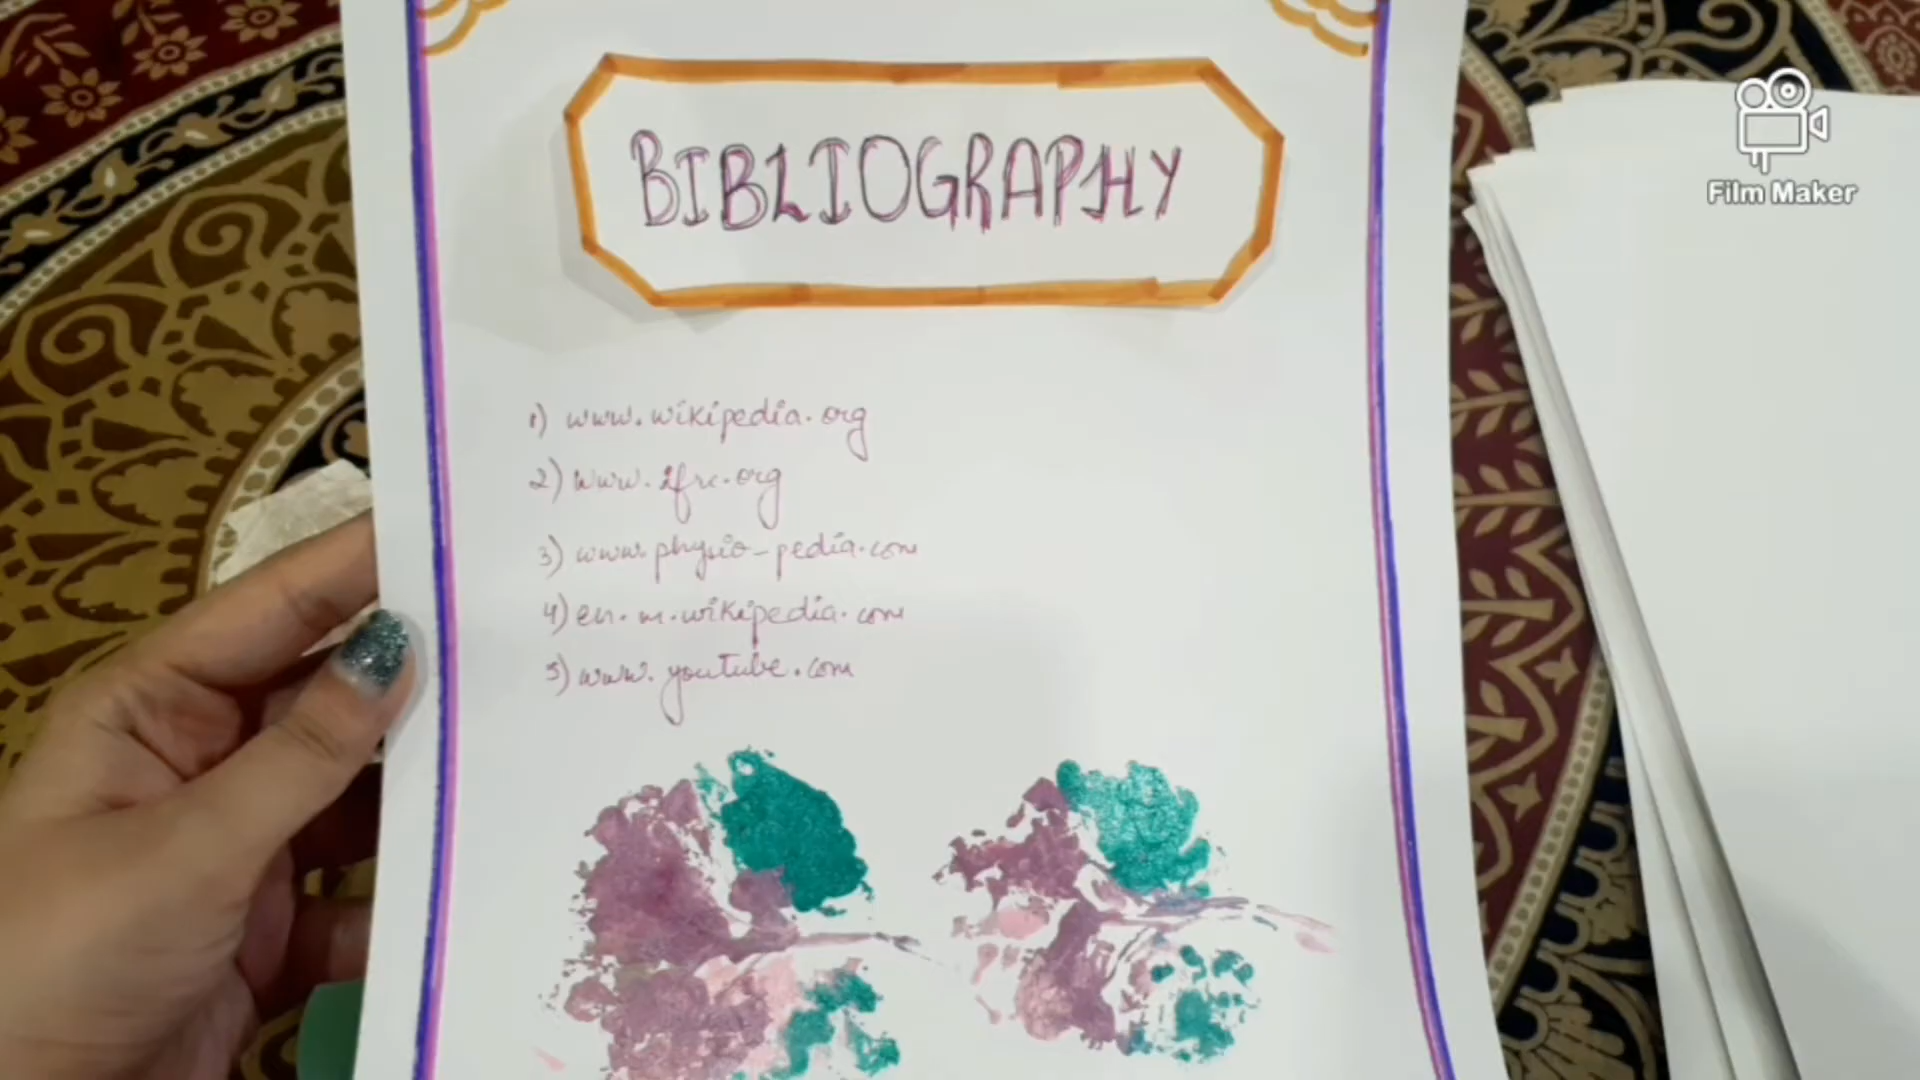 BIBLIOGRAPHY
Film Maker
1) www.wikipedia.org
2) www.ifrc.org
3) www.physio-pedia.com
4) en.m.wikipedia.com
5) www.youtube.com